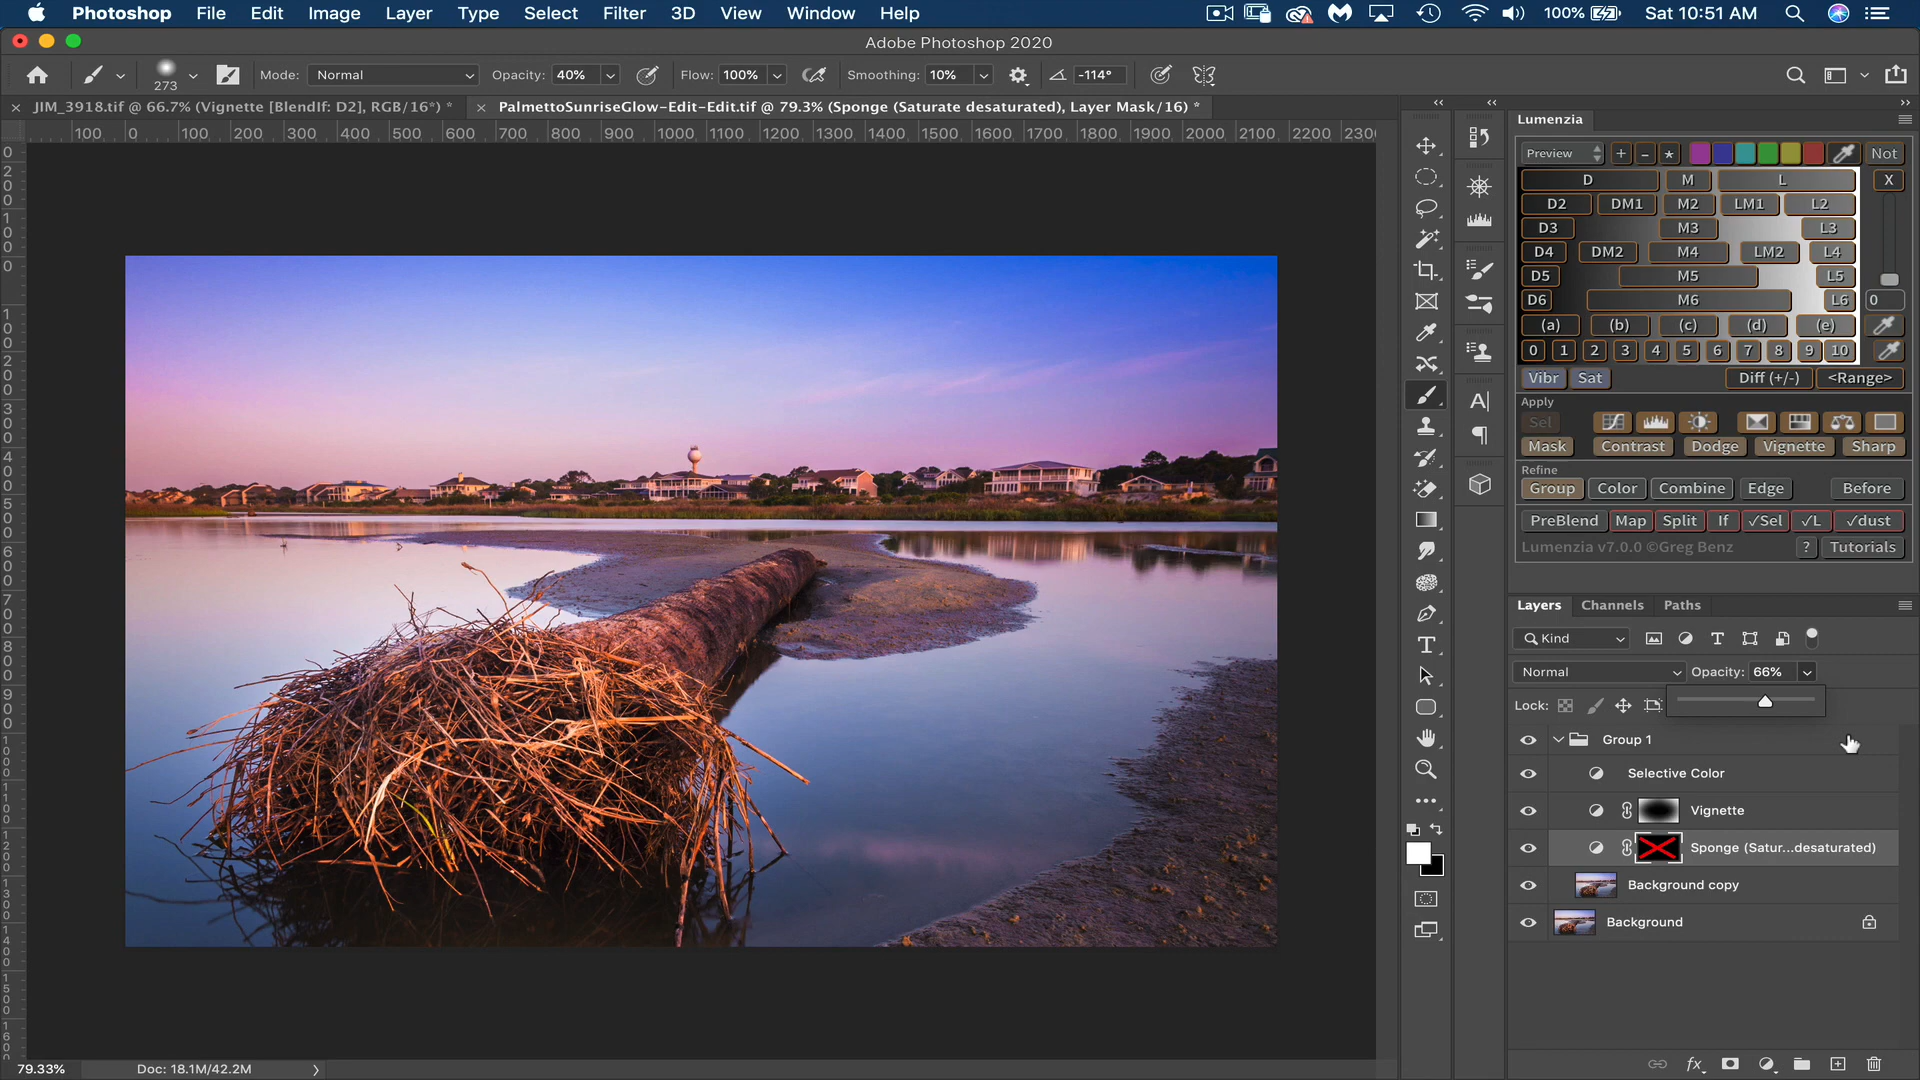 Photoshop File Edit Image Layer Type Select Filter 3D View Window Help 100% Sat 10:51 AM
Adobe Photoshop 2020
273 Mode: Normal Opacity: 40% Flow: 100% Smoothing: 10% -114°
JIM_3918.tif @ 66.7% (Vignette [BlendIf: D2], RGB/16*) * PalmettoSunriseGlow-Edit-Edit.tif @ 79.3% (Sponge (Saturate desaturated), Layer Mask/16) *
100 0 100 200 300 400 500 600 700 800 900 1000 1100 1200 1300 1400 1500 1600 1700 1800 1900 2000 2100 2200 2300
Lumenzia
Preview + - ★ Not
D M L X
D2 DM1 M2 LM1 L2
D3 M3 L3
D4 DM2 M4 LM2 L4
D5 M5 L5
D6 M6 L6 0
(a) (b) (c) (d) (e)
0 1 2 3 4 5 6 7 8 9 10
Vibr Sat Diff (+/-) <Range>
Apply
Sel
Mask Contrast Dodge Vignette Sharp
Refine
Group Color Combine Edge Before
PreBlend Map Split If ✓Sel ✓L ✓dust
Lumenzia v7.0.0 ©Greg Benz ? Tutorials
Layers Channels Paths
Kind
Normal Opacity: 66%
Lock:
Group 1
Selective Color
Vignette
Sponge (Satur...desaturated)
Background copy
Background
fx
79.33% Doc: 18.1M/42.2M